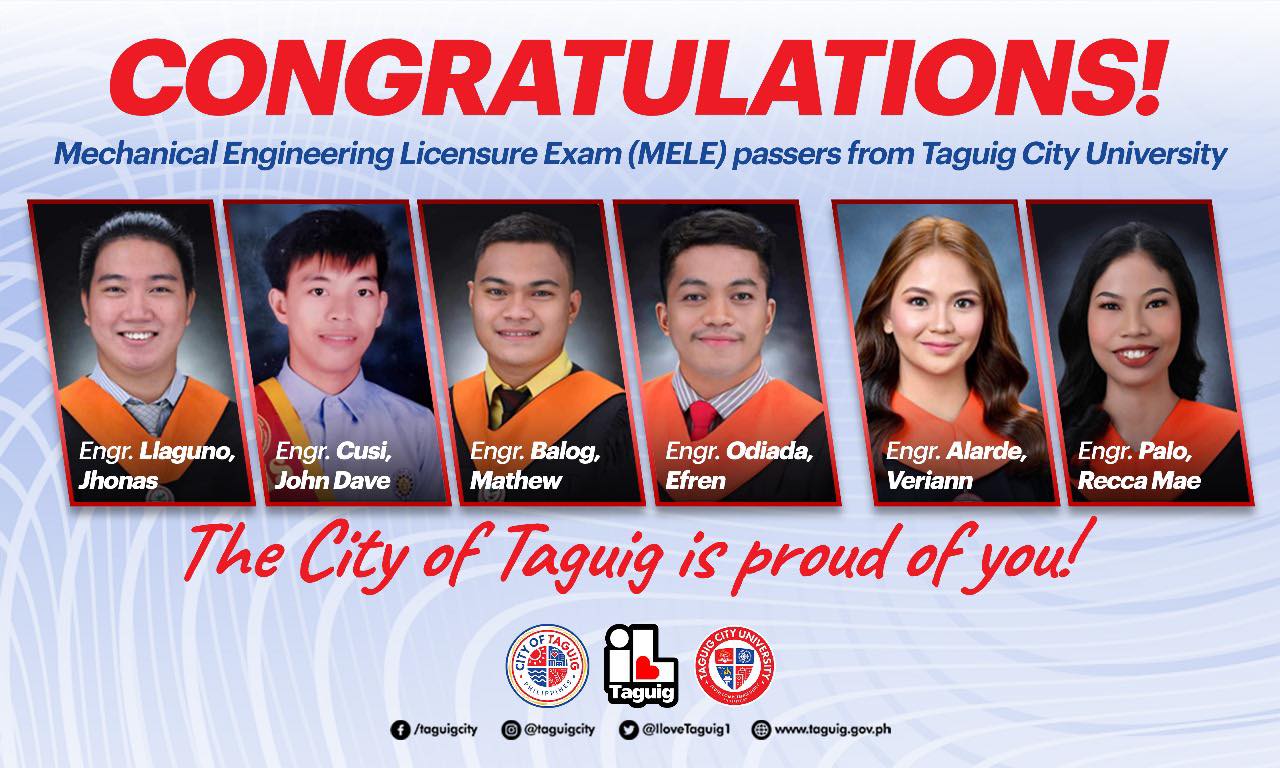 CONGRATULATIONS!
Mechanical Engineering Licensure Exam (MELE) passers from Taguig City University
Engr. Llaguno,
Jhonas
Engr. Cusi,
John Dave
Engr. Balog,
Mathew
Engr. Odiada,
Efren
Engr. Alarde,
Veriann
Engr. Palo,
Recca Mae
The City of Taguig is proud of you!
CITY OF TAGUIG
PHILIPPINES
iL
Taguig
TAGUIG CITY UNIVERSITY
/taguigcity
@taguigcity
@IloveTaguig1
www.taguig.gov.ph